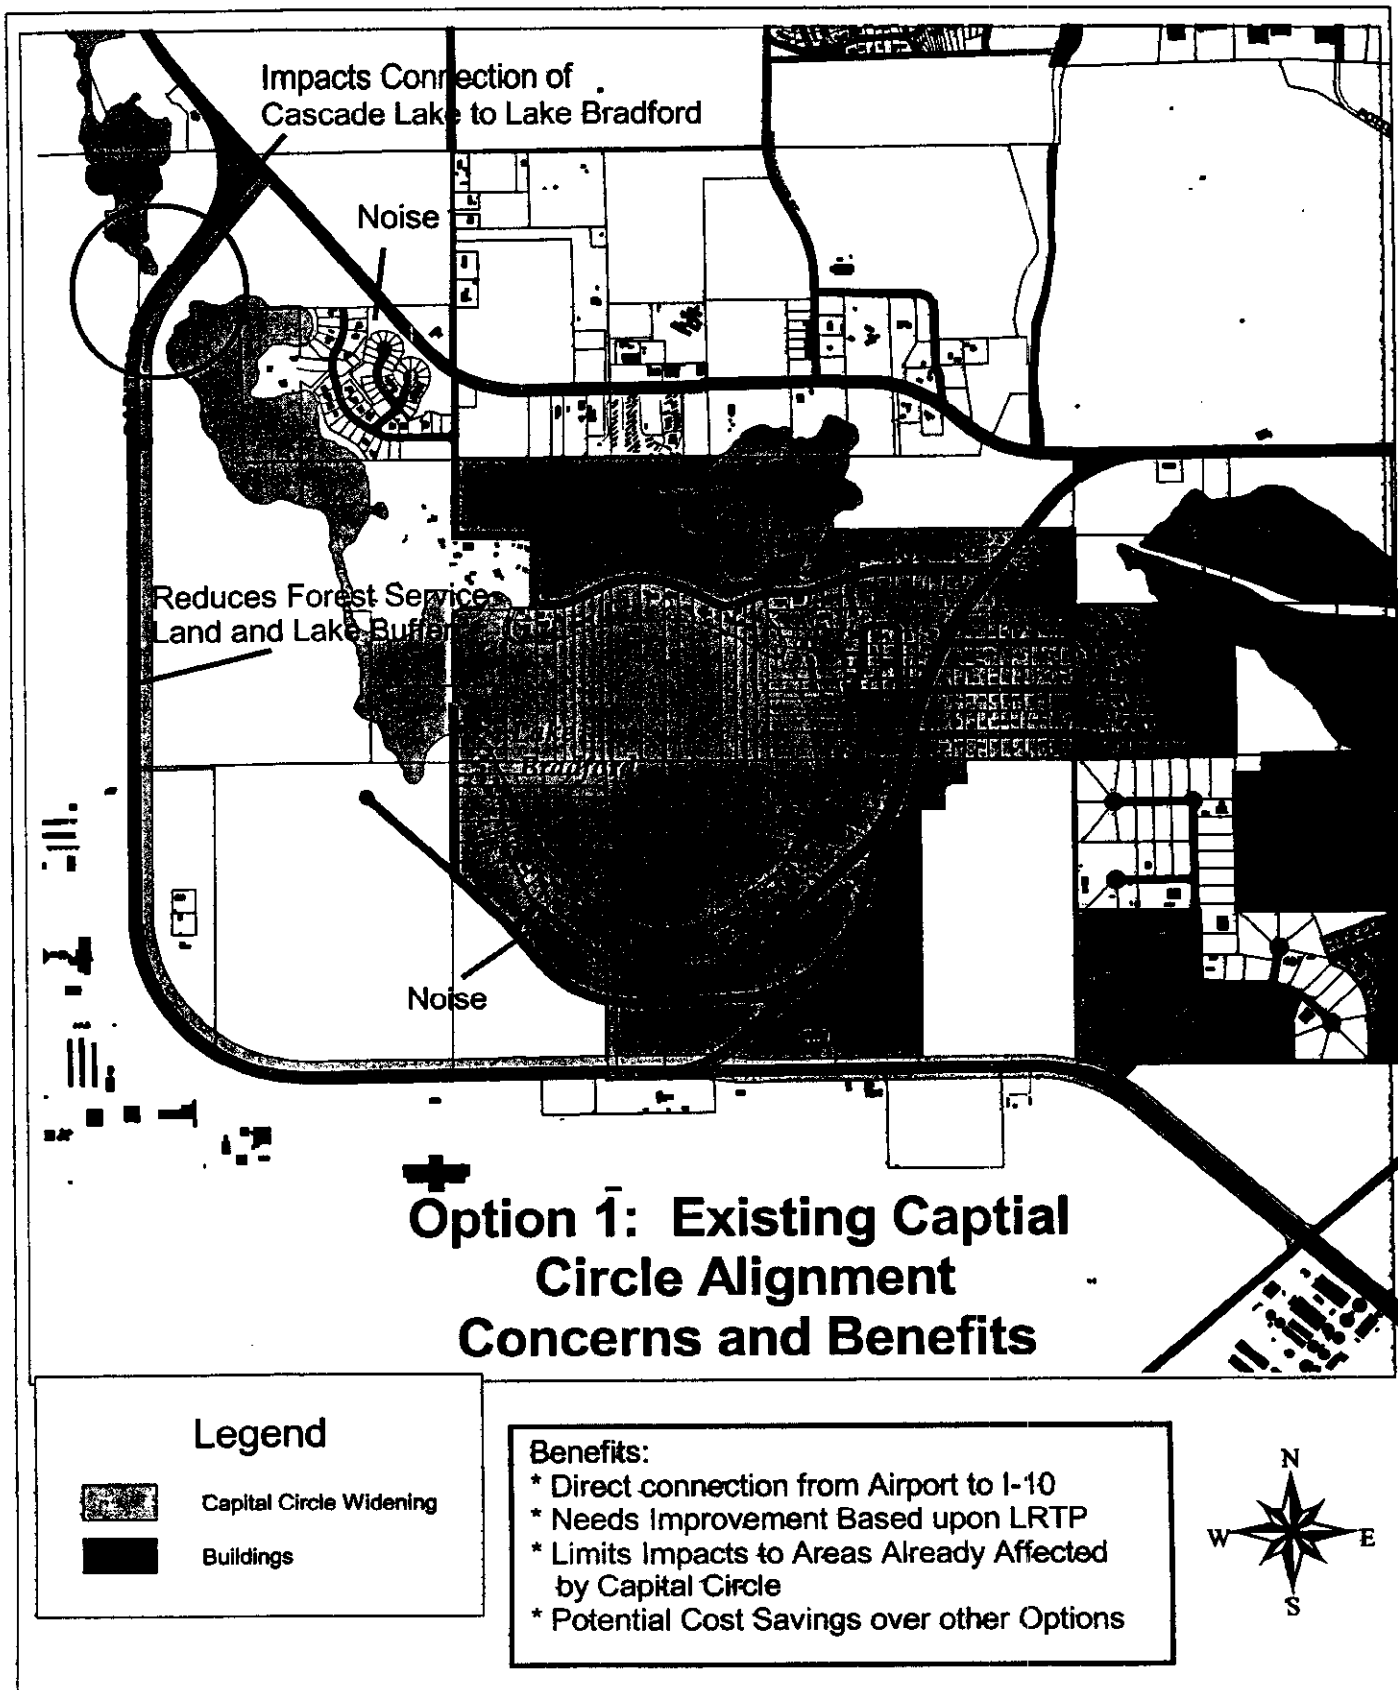 Impacts Connection of
Cascade Lake to Lake Bradford
Noise
Reduces Forest Service
Land and Lake Buffer
Lake
Bradford
Noise
Option 1: Existing Captial
Circle Alignment
Concerns and Benefits
Legend
Capital Circle Widening
Buildings
Benefits:
* Direct connection from Airport to I-10
* Needs Improvement Based upon LRTP
* Limits Impacts to Areas Already Affected
by Capital Circle
* Potential Cost Savings over other Options
N
W
E
S